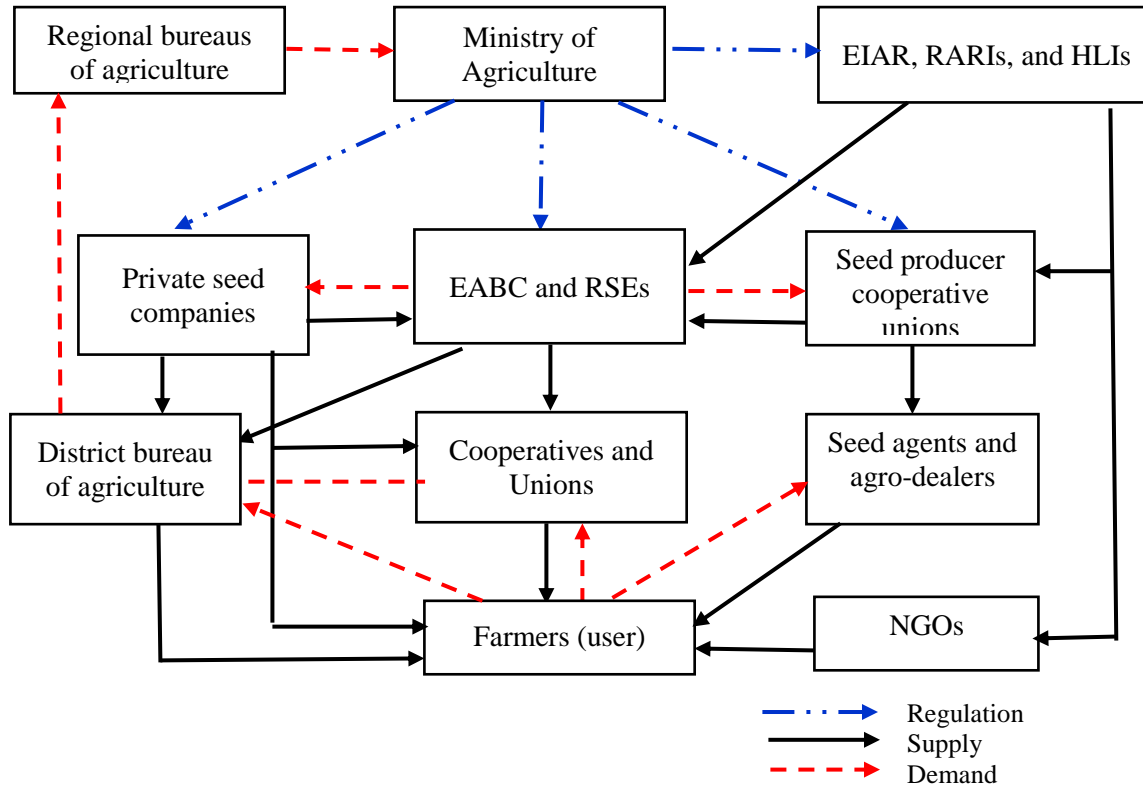 Regional bureaus
of agriculture
Ministry of
Agriculture
EIAR, RARIs, and HLIs
Private seed
companies
EABC and RSEs
Seed producer
cooperative
unions
District bureau
of agriculture
Cooperatives and
Unions
Seed agents and
agro-dealers
Farmers (user)
NGOs
Regulation
Supply
Demand